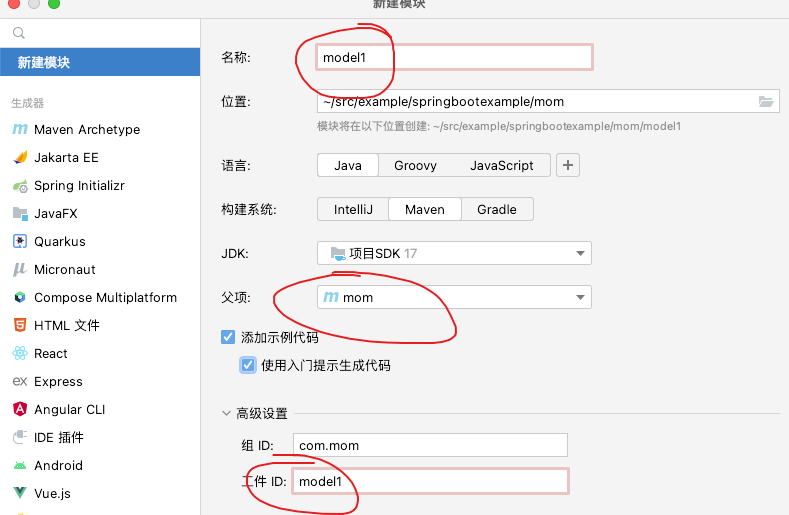 新建模块
新建模块
生成器
Maven Archetype
Jakarta EE
Spring Initializr
JavaFX
Quarkus
Micronaut
Compose Multiplatform
HTML 文件
React
Express
Angular CLI
IDE 插件
Android
Vue.js
名称:
model1
位置:
~/src/example/springbootexample/mom
模块将在以下位置创建: ~/src/example/springbootexample/mom/model1
语言:
Java Groovy JavaScript +
构建系统:
IntelliJ Maven Gradle
JDK:
项目SDK 17
父项:
mom
添加示例代码
使用入门提示生成代码
高级设置
组 ID:
com.mom
工件 ID:
model1